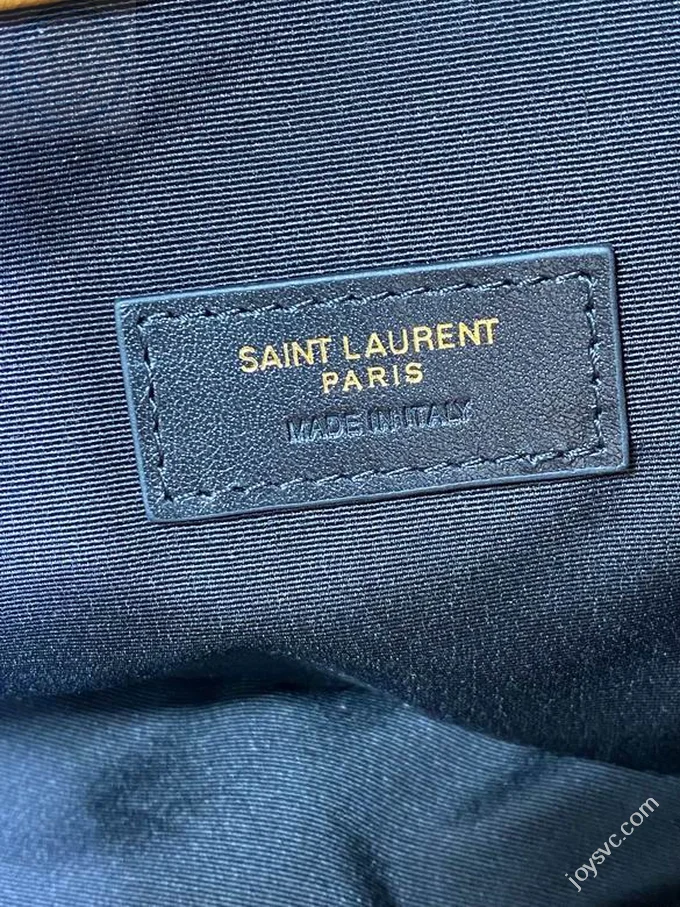 SAINT LAURENT
PARIS
MADE IN ITALY
joysvc.com